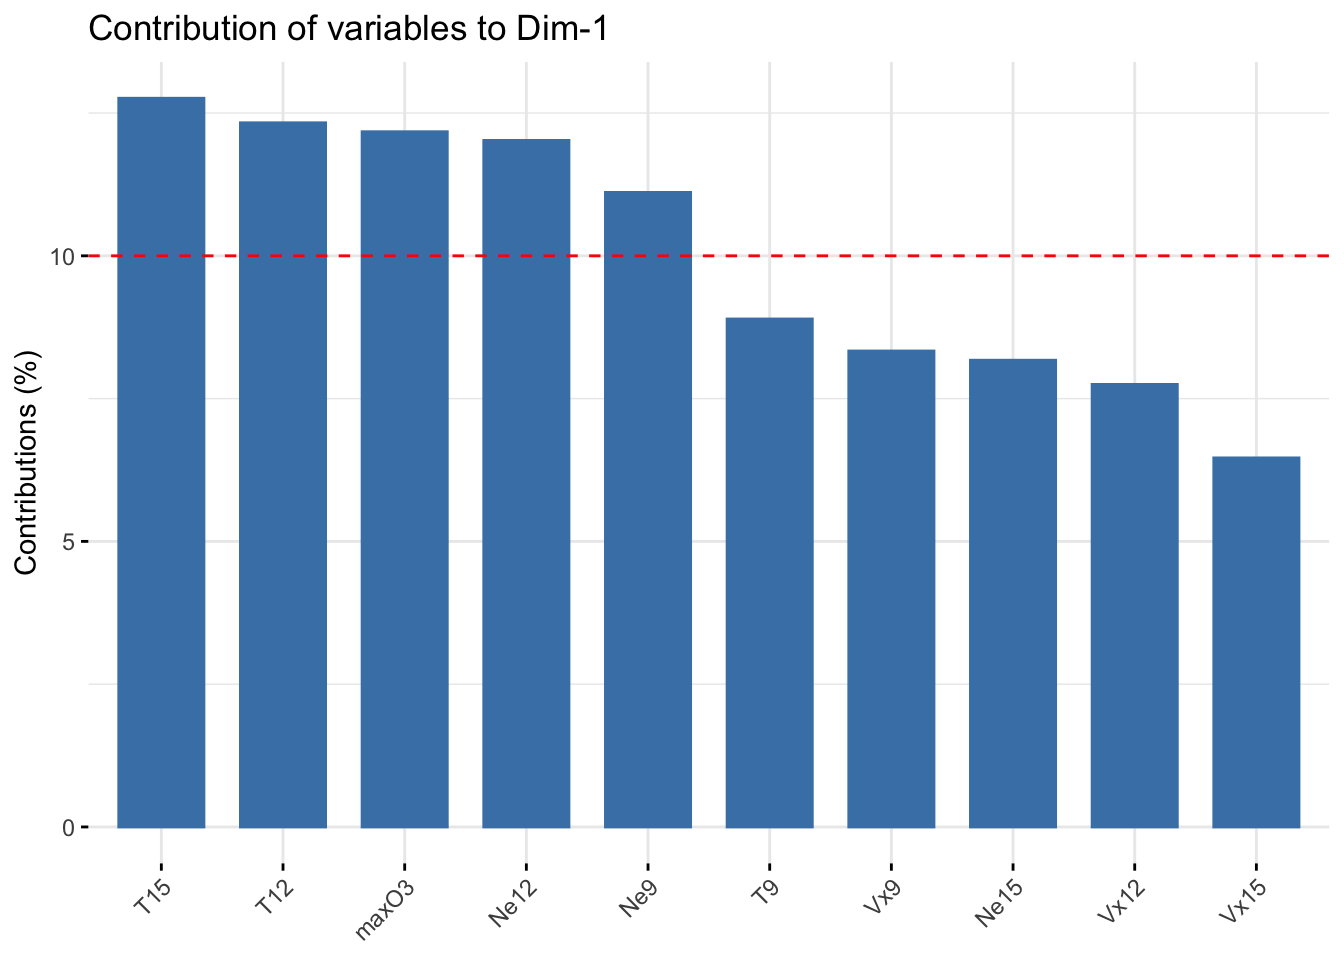 Contribution of variables to Dim-1
Contributions (%)
10
5
0
T15
T12
maxO3
Ne12
Ne9
T9
Vx9
Ne15
Vx12
Vx15